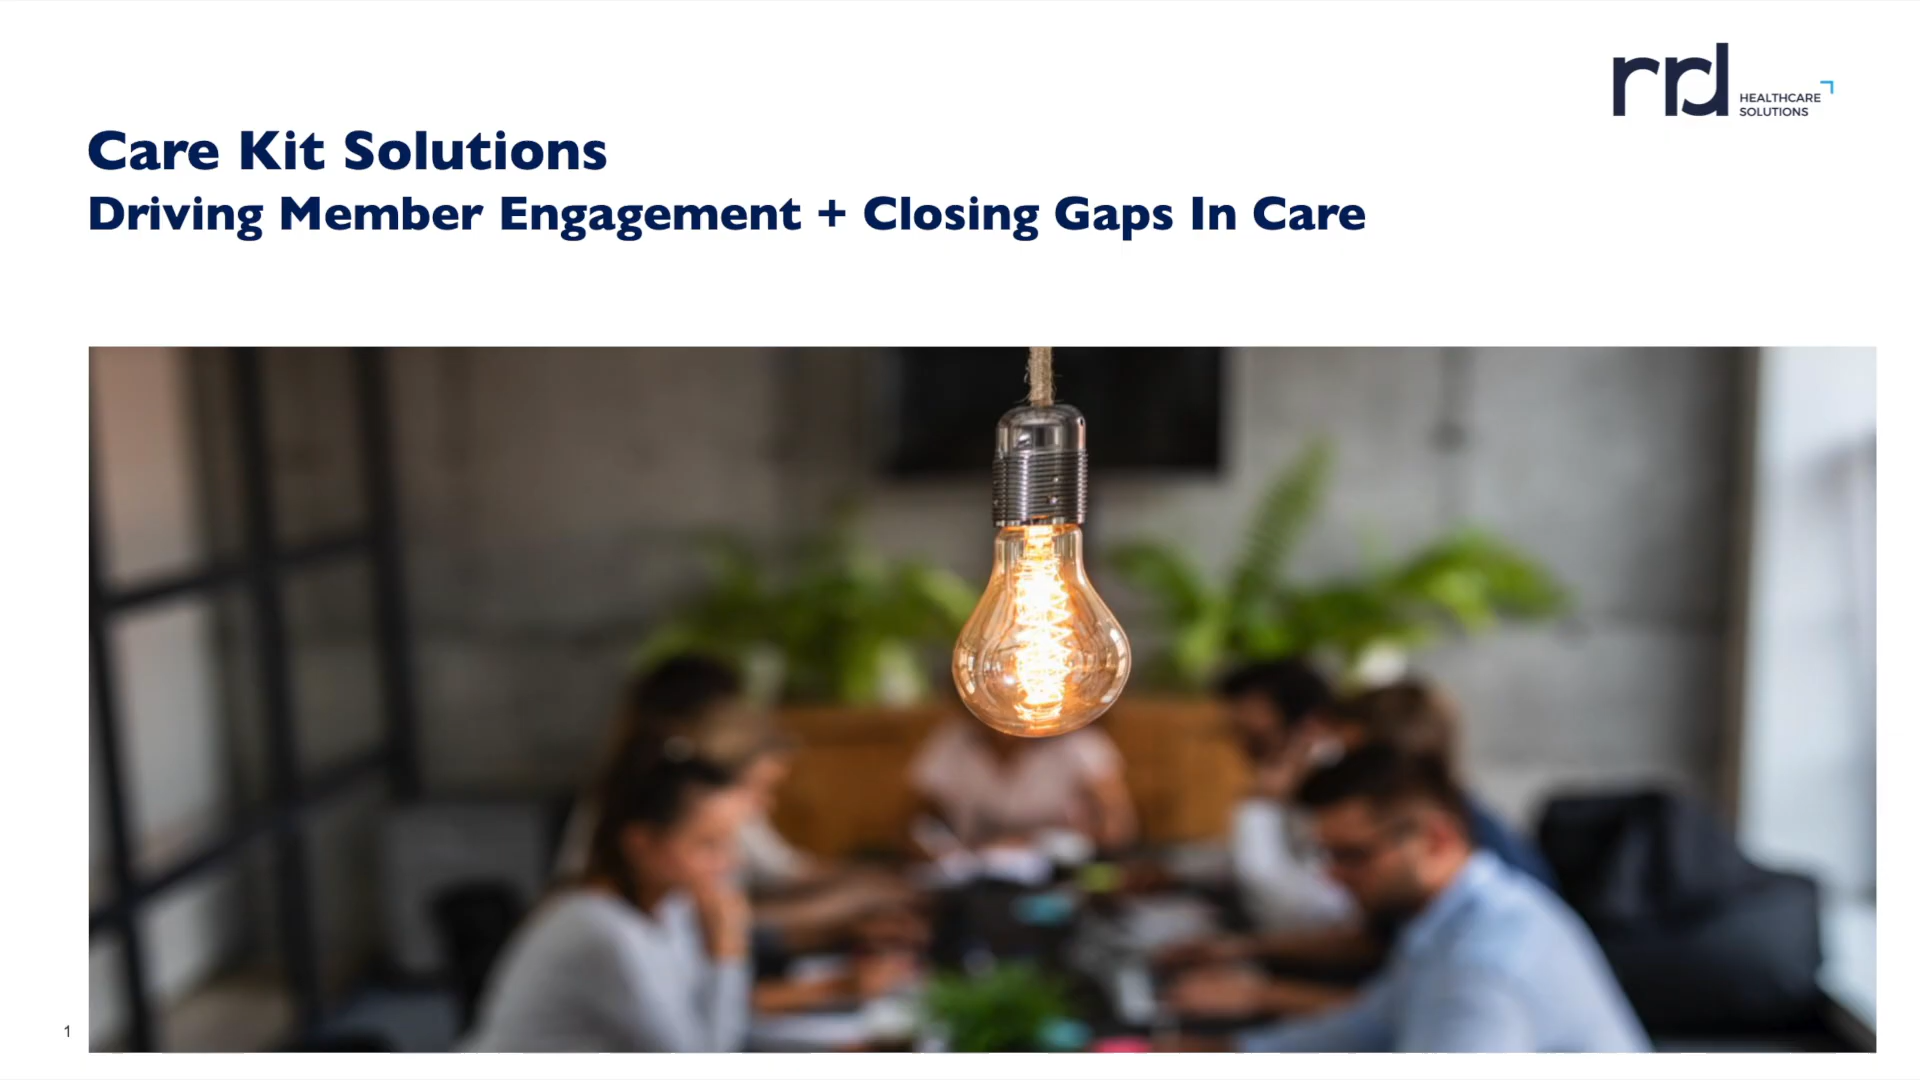 rrd HEALTHCARE
SOLUTIONS
Care Kit Solutions
Driving Member Engagement + Closing Gaps In Care
1